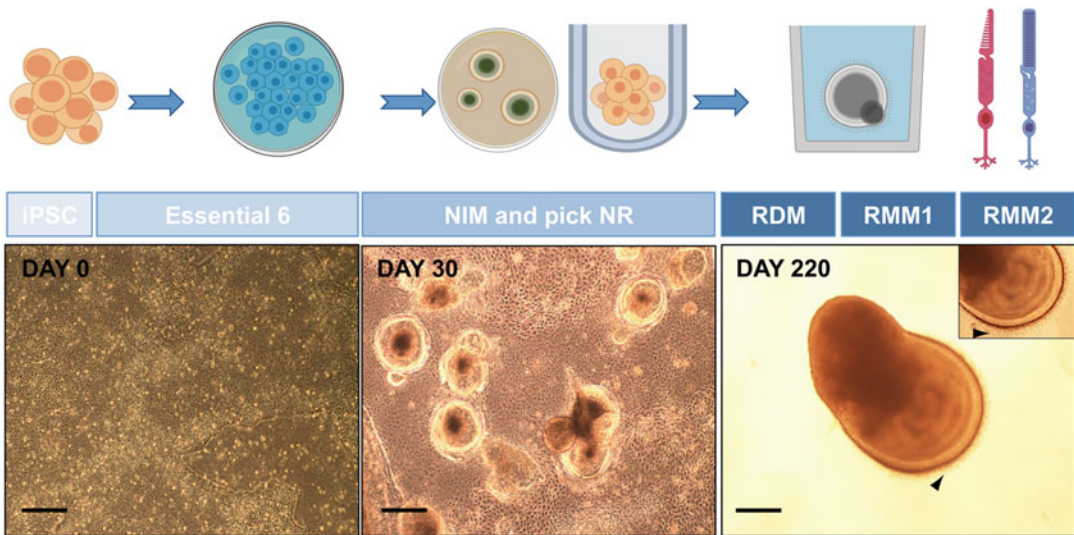 iPSC
Essential 6
NIM and pick NR
RDM
RMM1
RMM2
DAY 0
DAY 30
DAY 220